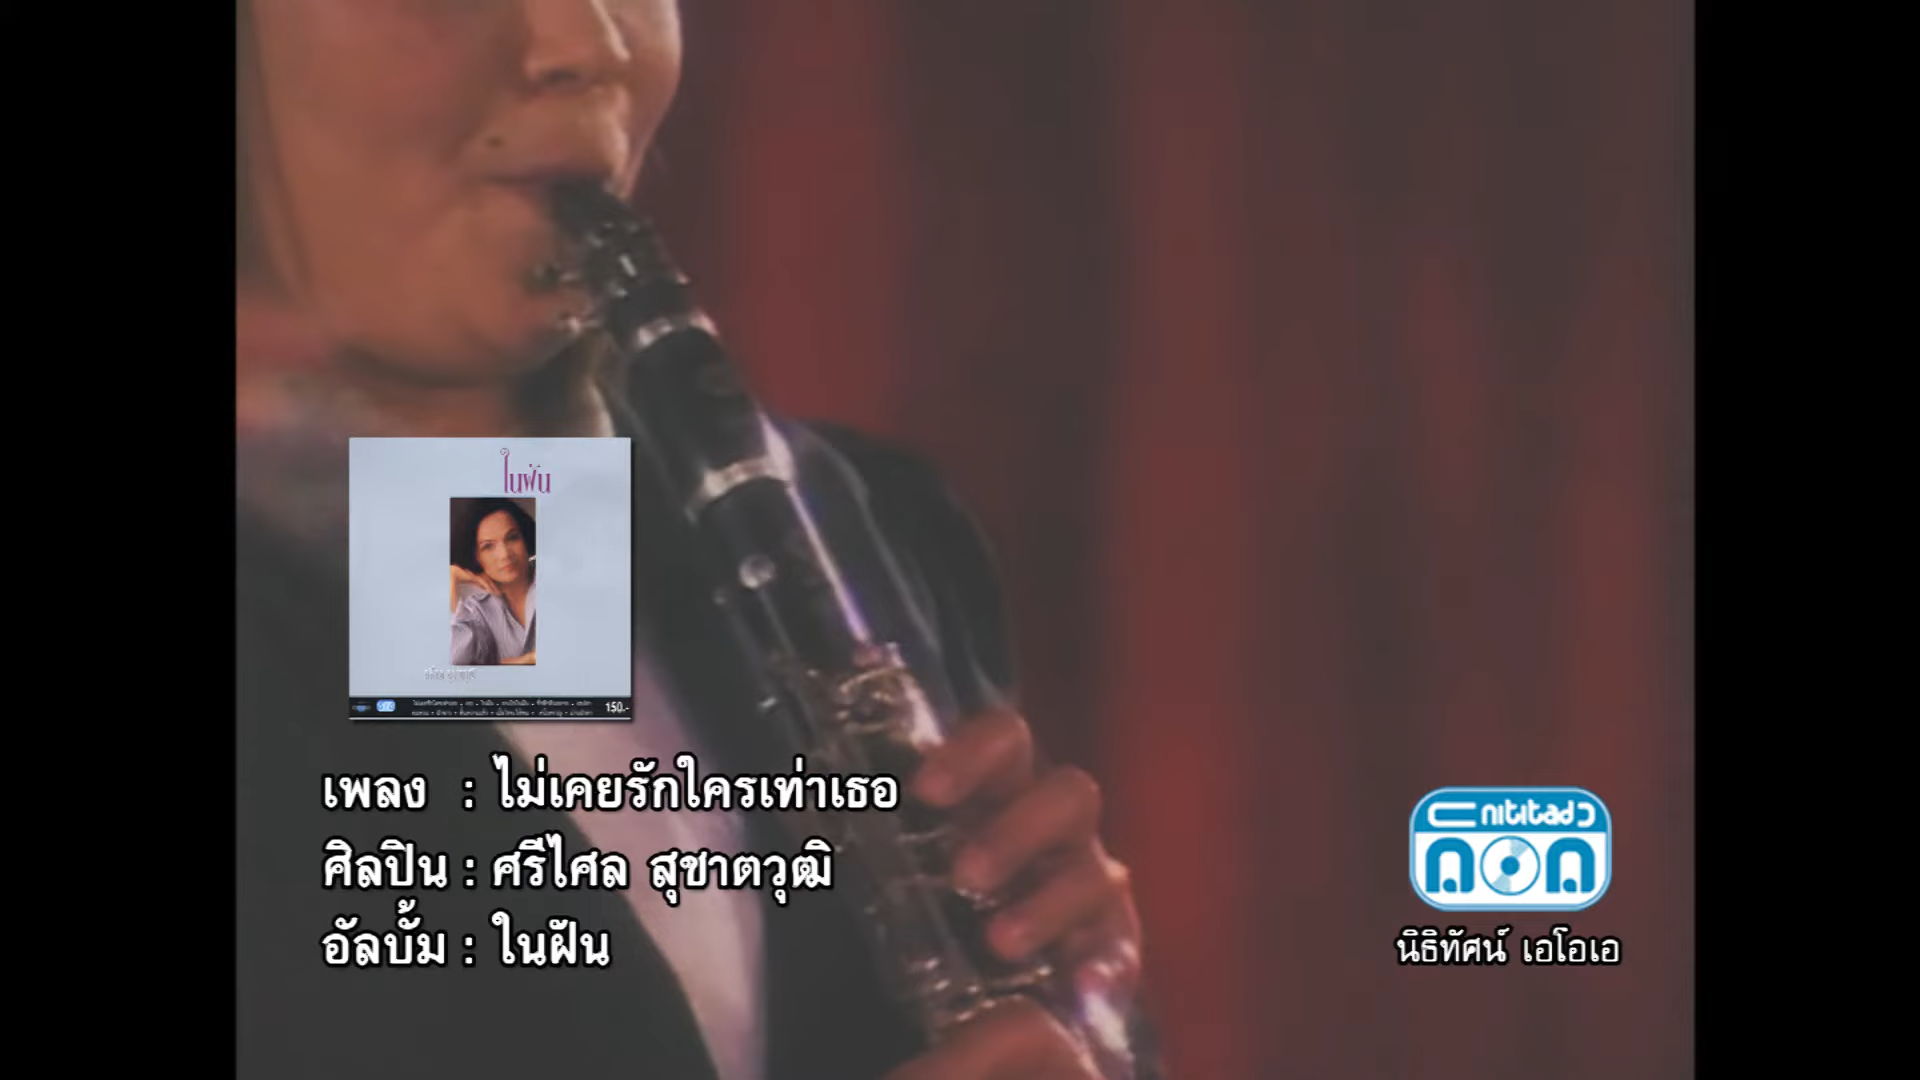 ในฝัน
150.-
เพลง : ไม่เคยรักใครเท่าเธอ
ศิลปิน : ศรีไศล สุชาตวุฒิ
อัลบั้ม : ในฝัน
nititad
นิธิทัศน์ เอโอเอ